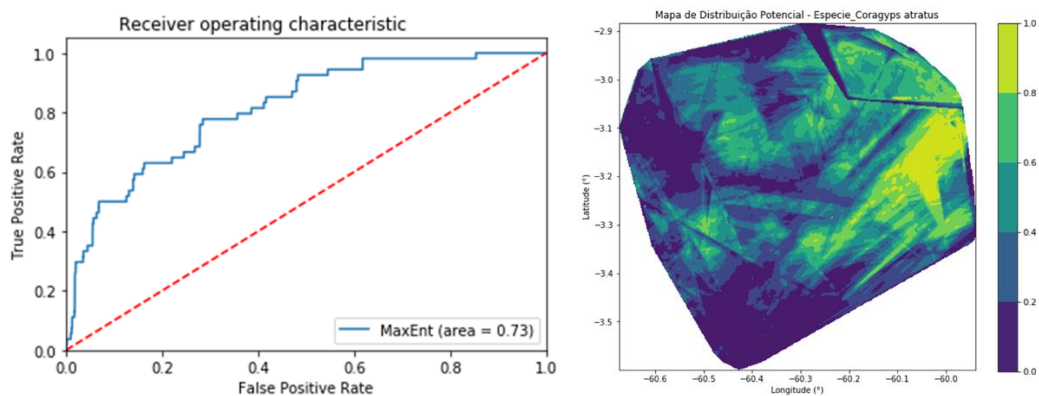 Receiver operating characteristic
1.0
0.8
0.6
0.4
0.2
0.0
True Positive Rate
0.0 0.2 0.4 0.6 0.8 1.0
False Positive Rate
MaxEnt (area = 0.73)
Mapa de Distribuição Potencial - Especie_Coragyps atratus
−2.9
−3.0
−3.1
−3.2
−3.3
−3.4
−3.5
Latitude (°)
−60.6 −60.5 −60.4 −60.3 −60.2 −60.1 −60.0
Longitude (°)
1.0
0.8
0.6
0.4
0.2
0.0